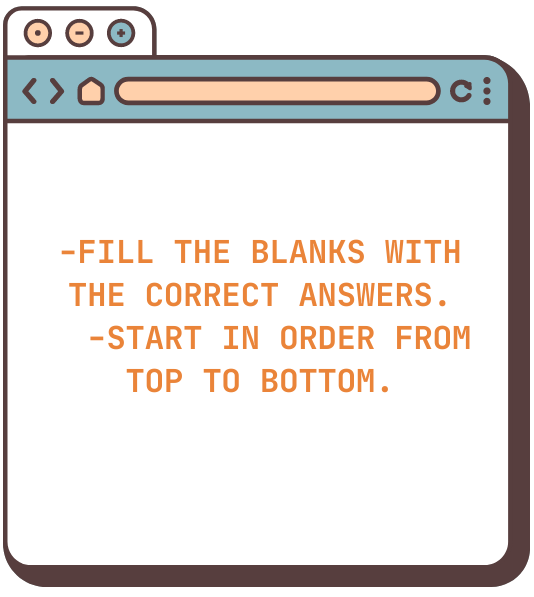 -FILL THE BLANKS WITH
THE CORRECT ANSWERS.
-START IN ORDER FROM
TOP TO BOTTOM.